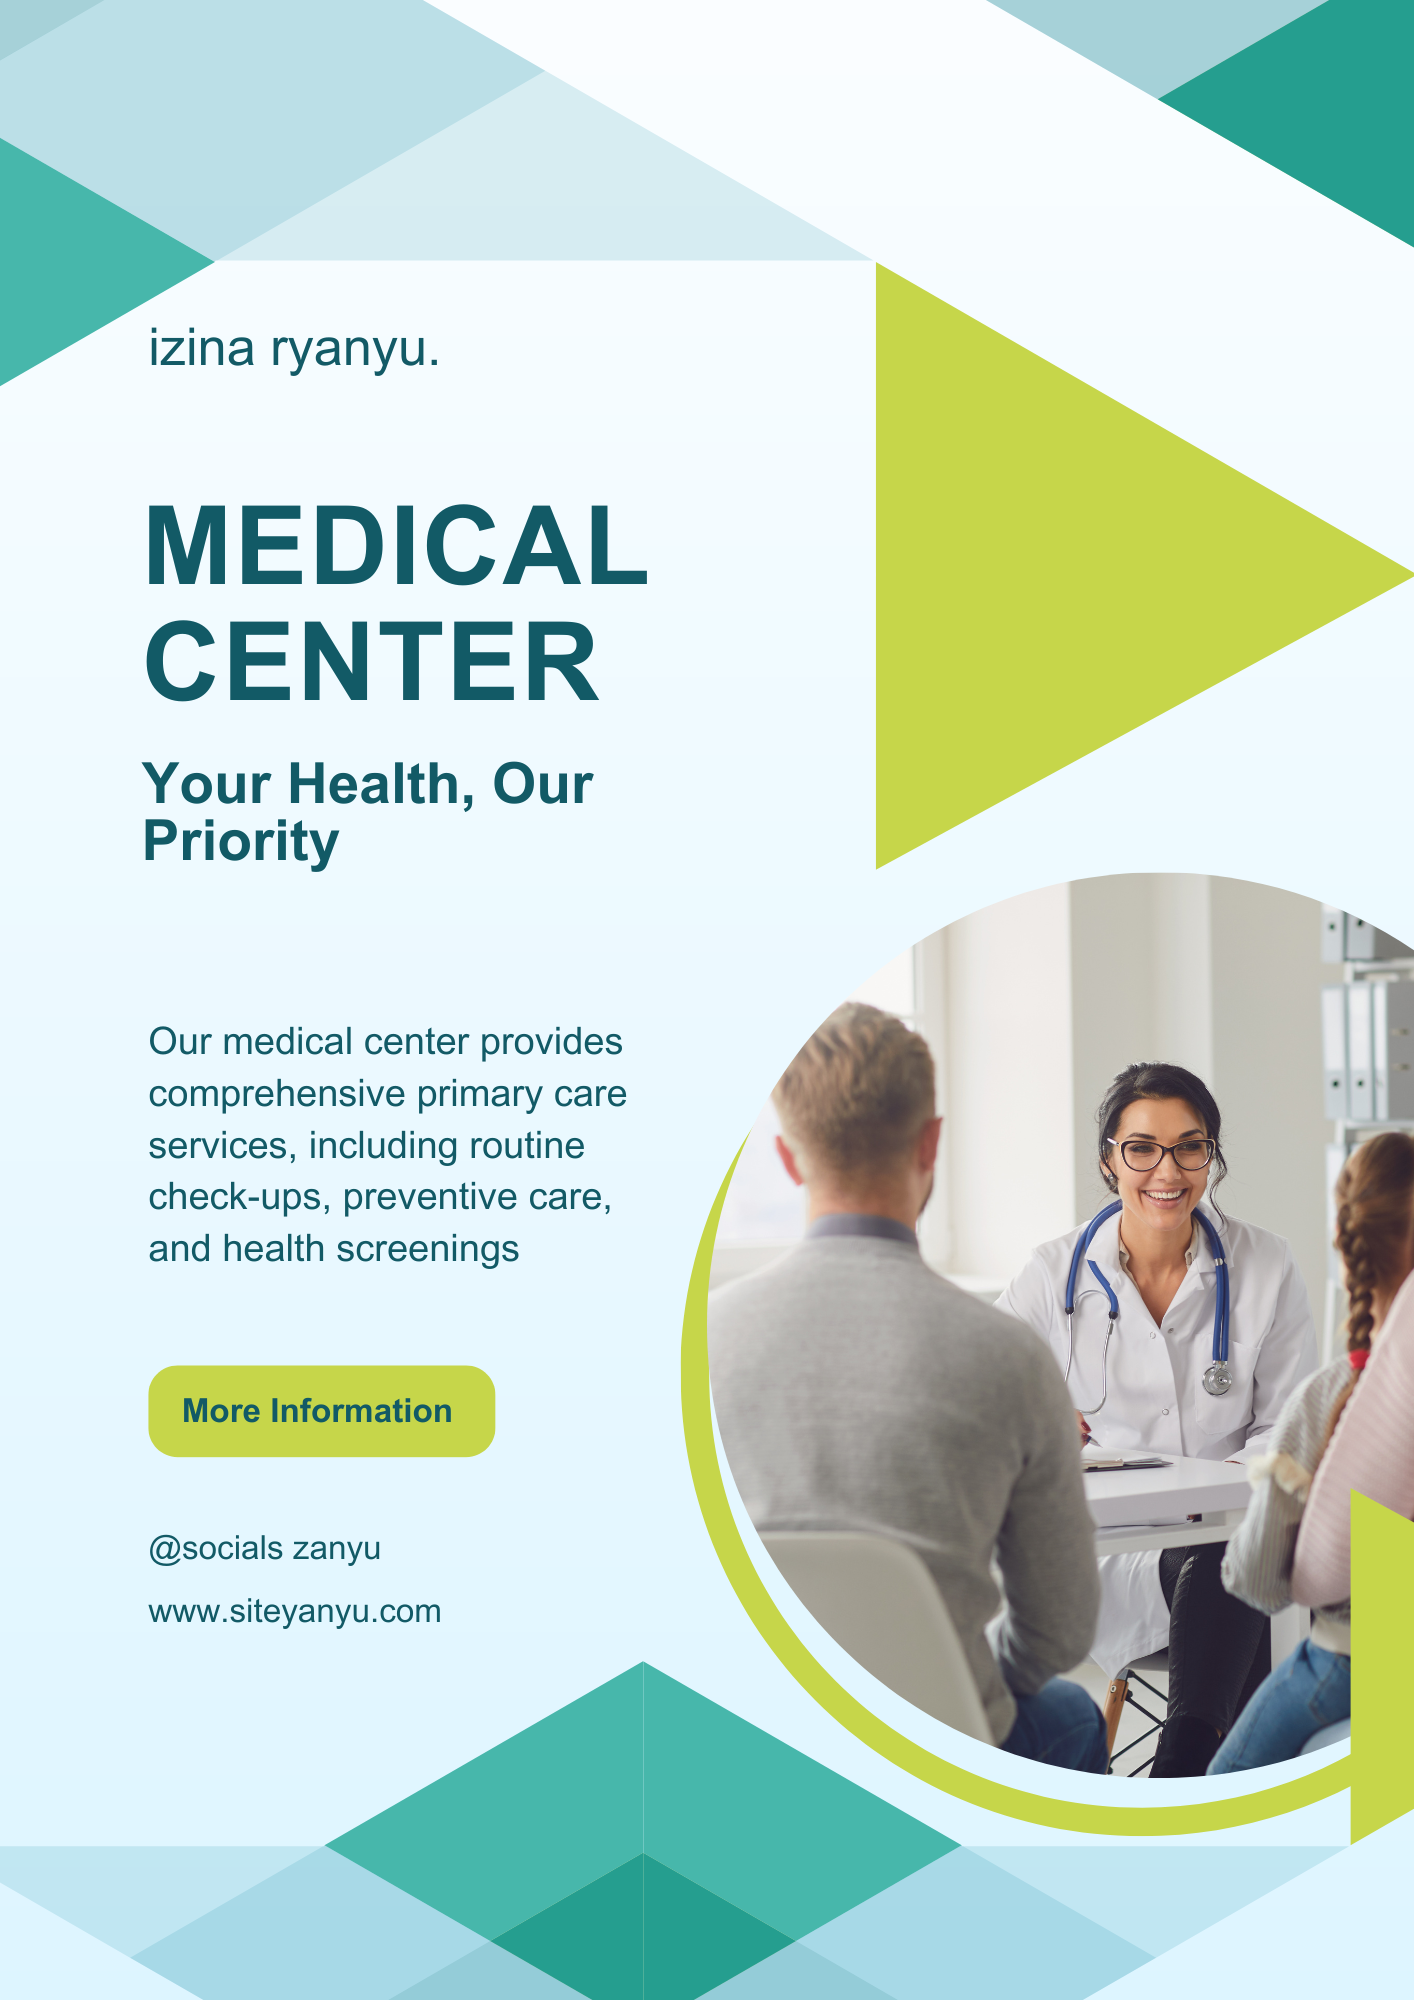 izina ryanyu.
MEDICAL
CENTER
Your Health, Our
Priority
Our medical center provides
comprehensive primary care
services, including routine
check-ups, preventive care,
and health screenings
More Information
@socials zanyu
www.siteyanyu.com